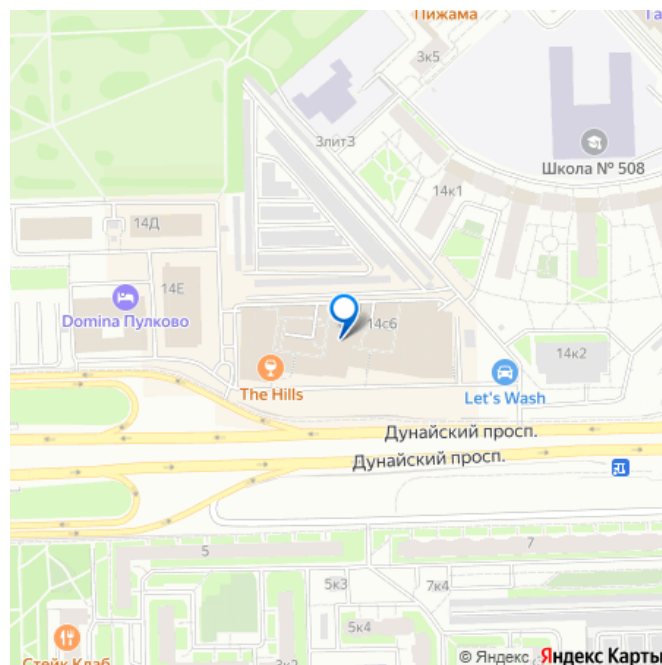 Пижама
3к5
3литЗ
Школа № 508
14к1
14Д
14Е
Domina Пулково
14с6
14к2
The Hills
Let's Wash
Дунайский просп.
Дунайский просп.
5
7
5к3
7к4
5к4
Стейк Клаб
3к2
© Яндекс Яндекс Карты